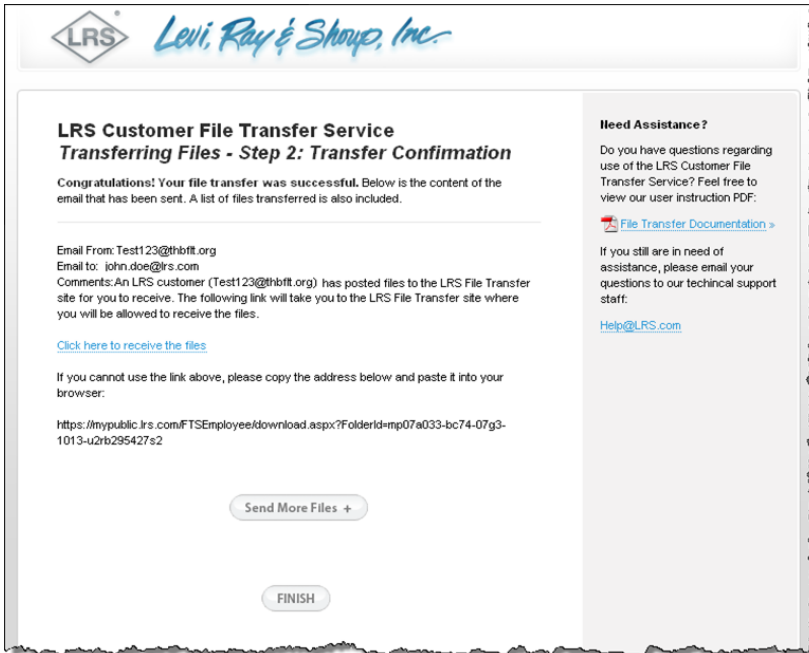 LRS
Levi, Ray & Shoup, Inc.
LRS Customer File Transfer Service
Transferring Files - Step 2: Transfer Confirmation
Congratulations! Your file transfer was successful. Below is the content of the
email that has been sent. A list of files transferred is also included.
Email From: Test123@thbflt.org
Email to: john.doe@lrs.com
Comments:An LRS customer (Test123@thbflt.org) has posted files to the LRS File Transfer
site for you to receive. The following link will take you to the LRS File Transfer site where
you will be allowed to receive the files.
Click here to receive the files
If you cannot use the link above, please copy the address below and paste it into your
browser:
https://mypublic.lrs.com/FTSEmployee/download.aspx?FolderId=mp07a033-bc74-07g3-
1013-u2rb295427s2
Send More Files +
FINISH
Need Assistance?
Do you have questions regarding
use of the LRS Customer File
Transfer Service? Feel free to
view our user instruction PDF:
File Transfer Documentation »
If you still are in need of
assistance, please email your
questions to our techincal support
staff:
Help@LRS.com